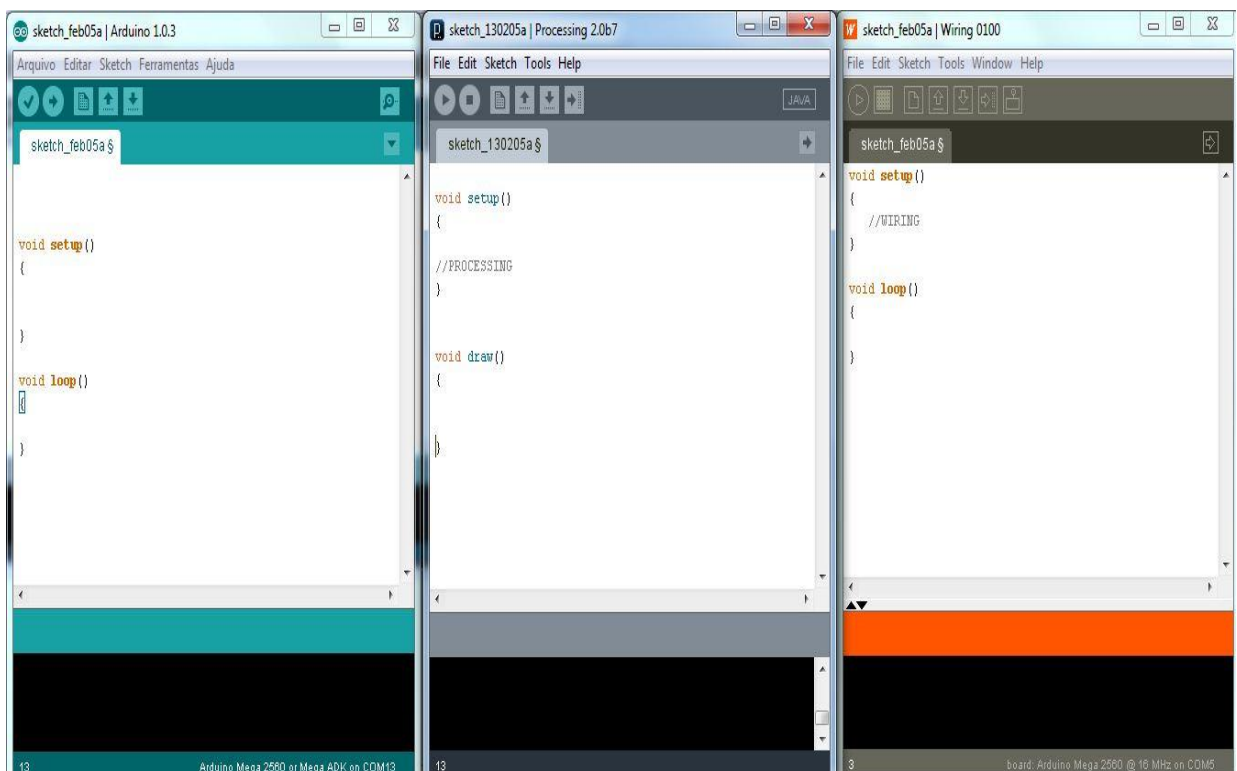 sketch_feb05a | Arduino 1.0.3
Arquivo Editar Sketch Ferramentas Ajuda
sketch_feb05a §
void setup()
{
}
void loop()
{
}
13
Arduino Mega 2560 or Mega ADK on COM13
sketch_130205a | Processing 2.0b7
File Edit Sketch Tools Help
JAVA
sketch_130205a §
void setup()
{
//PROCESSING
}
void draw()
{
}
13
sketch_feb05a | Wiring 0100
File Edit Sketch Tools Window Help
sketch_feb05a §
void setup()
{
//WIRING
}
void loop()
{
}
3
board: Arduino Mega 2560 @ 16 MHz on COM5